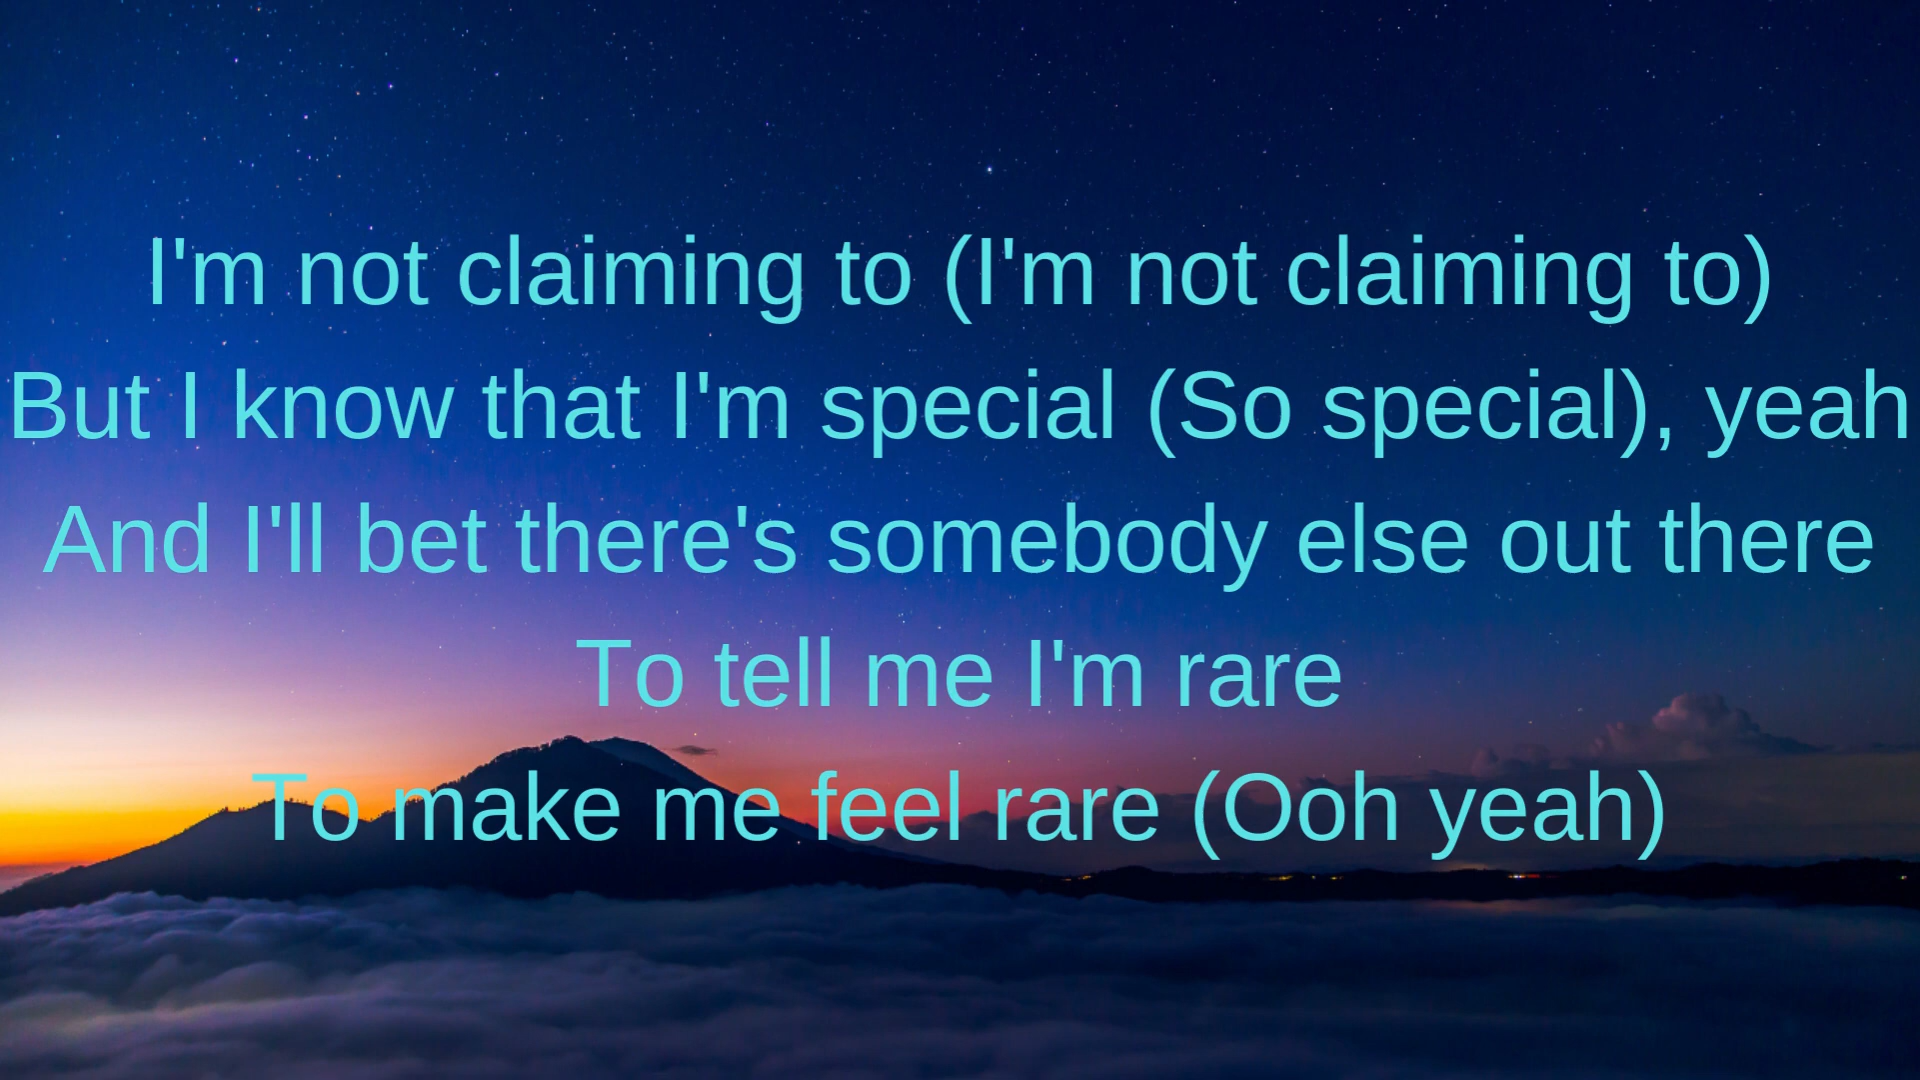 I'm not claiming to (I'm not claiming to)
But I know that I'm special (So special), yeah
And I'll bet there's somebody else out there
To tell me I'm rare
To make me feel rare (Ooh yeah)